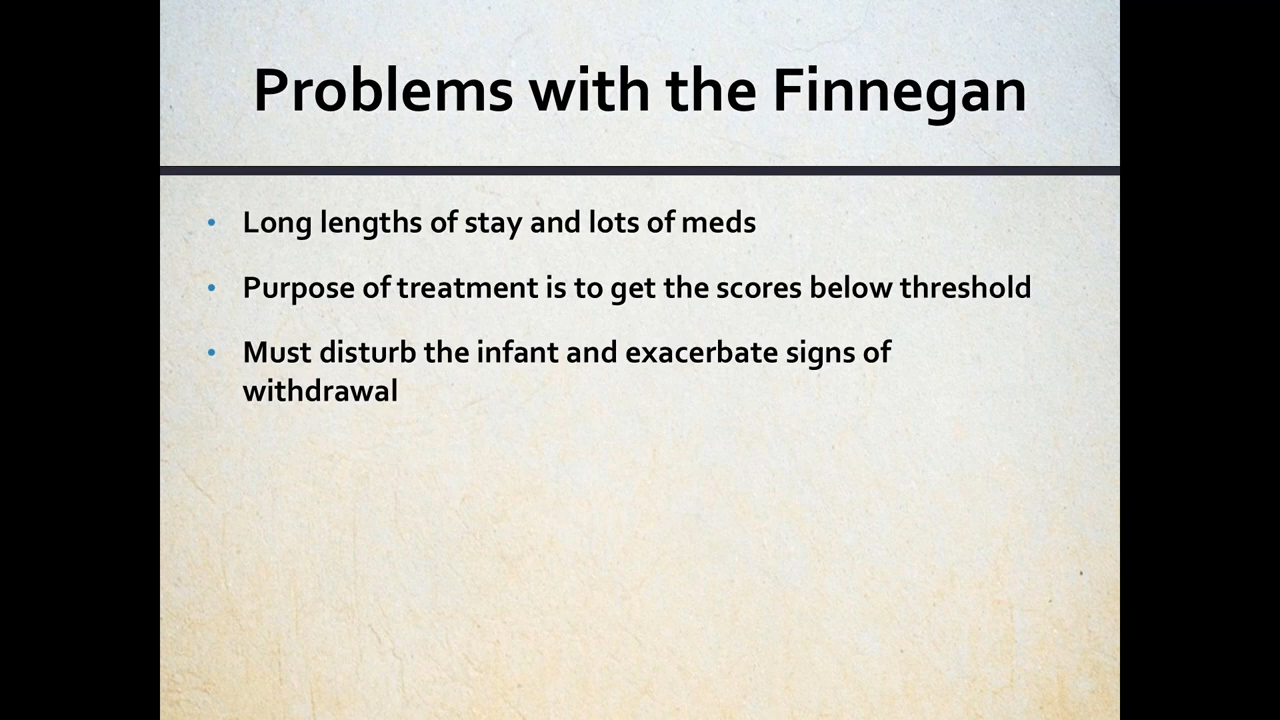 Problems with the Finnegan
• Long lengths of stay and lots of meds
• Purpose of treatment is to get the scores below threshold
• Must disturb the infant and exacerbate signs of
withdrawal